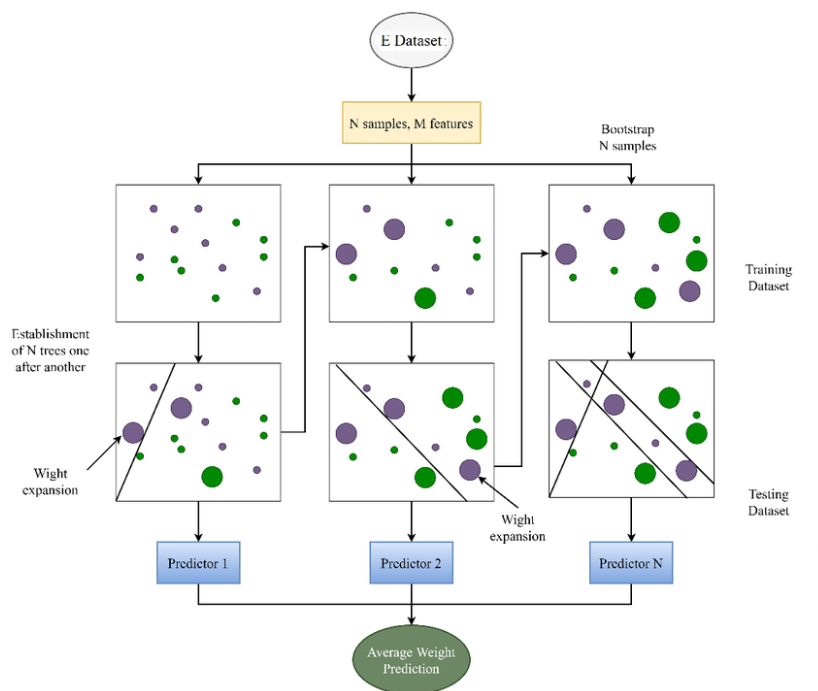 E Dataset:
N samples, M features
Bootstrap
N samples
Training
Dataset
Establishment
of N trees one
after another
Wight
expansion
Wight
expansion
Testing
Dataset
Predictor 1
Predictor 2
Predictor N
Average Weight
Prediction